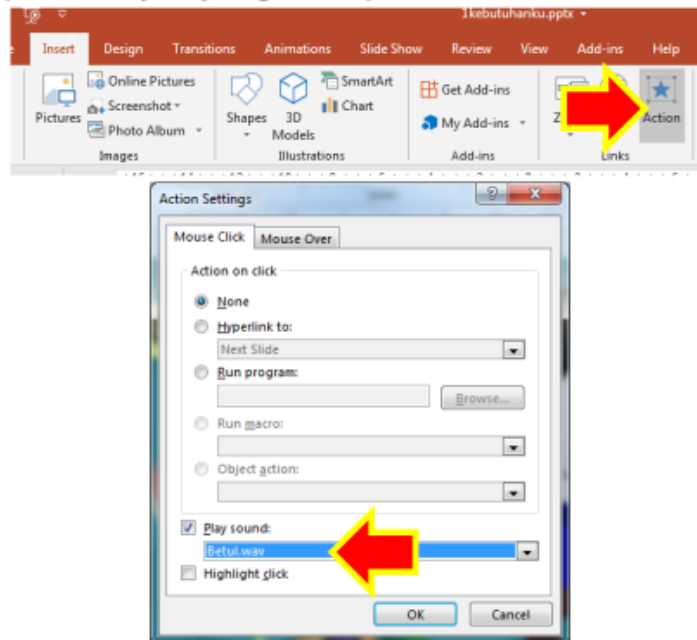 1kebutuhanku.pptx
Insert Design Transitions Animations Slide Show Review View Add-ins Help
Pictures
Online Pictures
Screenshot
Photo Album
Images
Shapes
3D
Models
SmartArt
Chart
Illustrations
Get Add-ins
My Add-ins
Add-ins
Action
Links
Action Settings
Mouse Click Mouse Over
Action on click
None
Hyperlink to:
Next Slide
Run program:
Browse...
Run macro:
Object action:
Play sound:
Betul.wav
Highlight click
OK Cancel